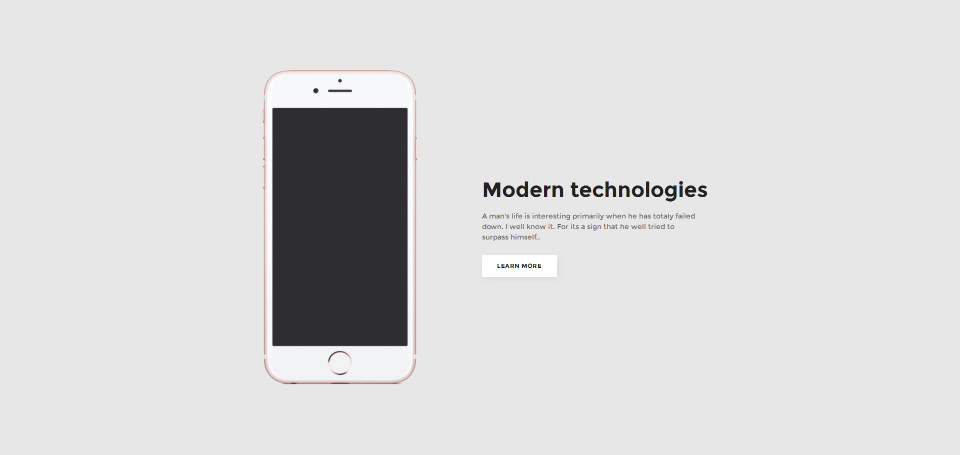 Modern technologies
A man's life is interesting primarily when he has totaly failed
down. I well know it. For its a sign that he well tried to
surpass himself..
LEARN MORE